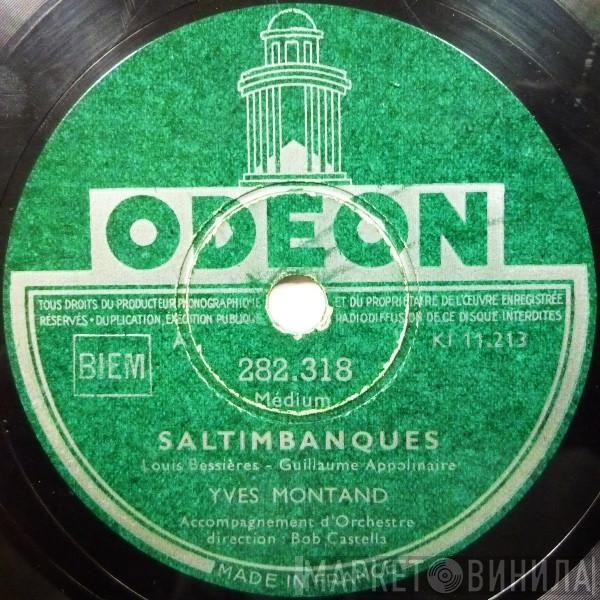 ODEON
TOUS DROITS DU PRODUCTEUR PHONOGRAPHIQUE ET DU PROPRIÉTAIRE DE L'ŒUVRE ENREGISTRÉE
RÉSERVÉS • DUPLICATION, EXÉCUTION PUBLIQUE RADIODIFFUSION DE CE DISQUE INTERDITES
BIEM
A
282.318
KI 11.213
Médium
SALTIMBANQUES
Louis Bessières - Guillaume Appolinaire
YVES MONTAND
Accompagnement d'Orchestre
direction : Bob Castella
MADE IN FRANCE
МАРКЕТ ВИНИЛА